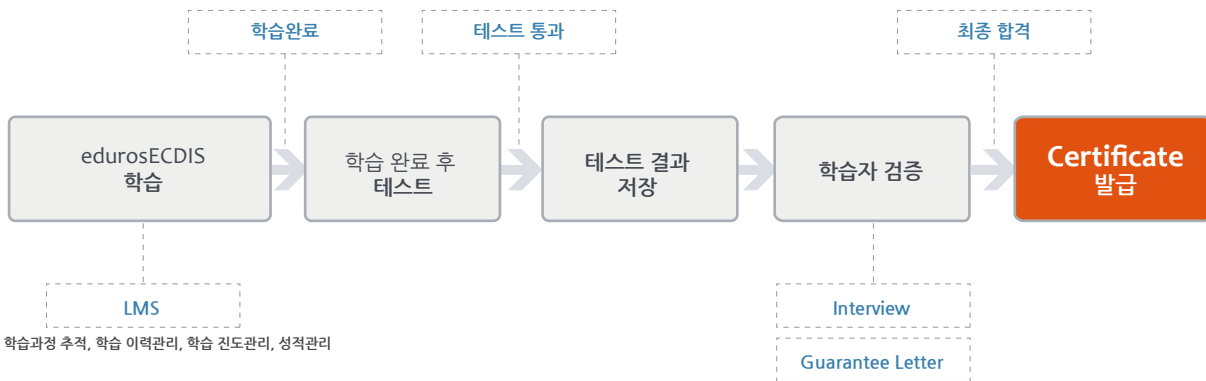 학습완료
테스트 통과
최종 합격
edurosECDIS
학습
학습 완료 후
테스트
테스트 결과
저장
학습자 검증
Certificate
발급
LMS
학습과정 추적, 학습 이력관리, 학습 진도관리, 성적관리
Interview
Guarantee Letter